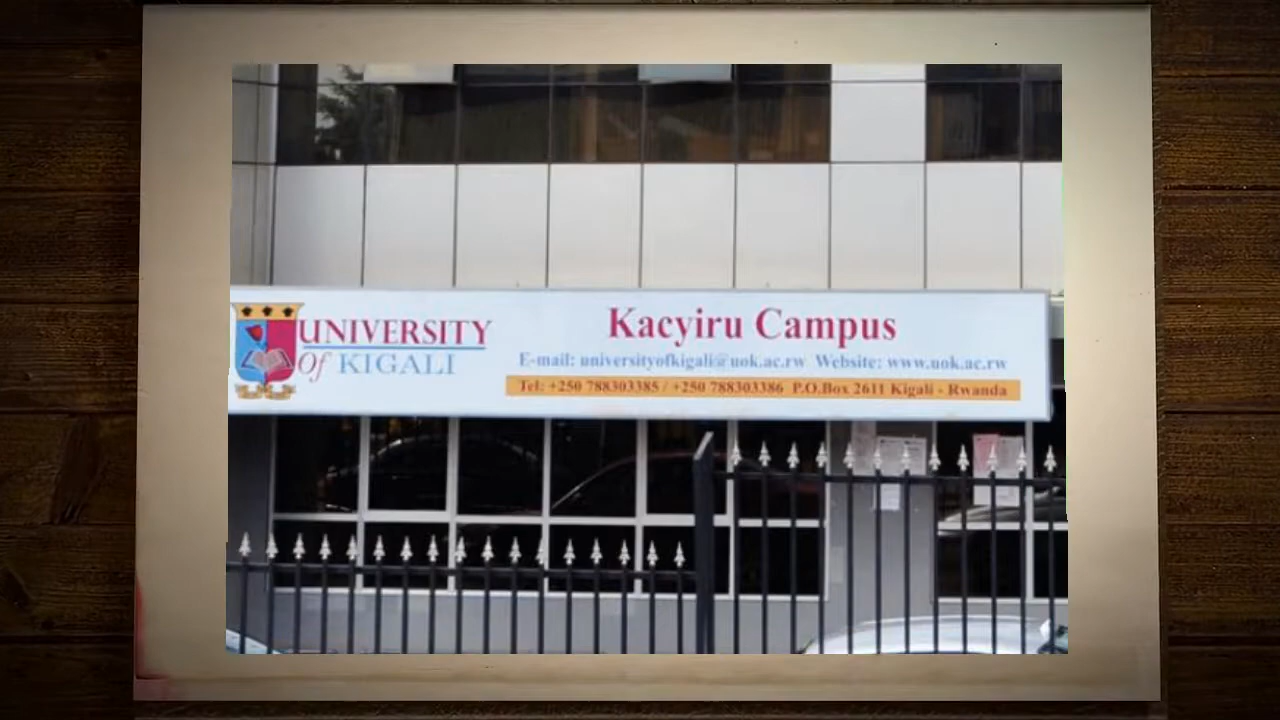 UNIVERSITY
Of KIGALI
Kacyiru Campus
E-mail: universityofkigali@uok.ac.rw Website: www.uok.ac.rw
Tel: +250 788303385 / +250 788303386 P.O.Box 2611 Kigali - Rwanda